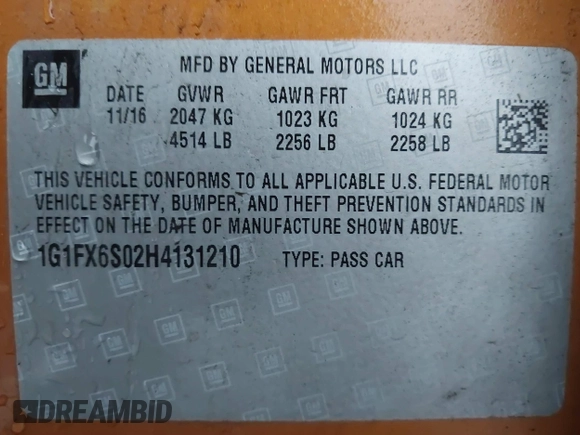 GM
MFD BY GENERAL MOTORS LLC
DATE GVWR GAWR FRT GAWR RR
11/16 2047 KG 1023 KG 1024 KG
4514 LB 2256 LB 2258 LB
THIS VEHICLE CONFORMS TO ALL APPLICABLE U.S. FEDERAL MOTOR
VEHICLE SAFETY, BUMPER, AND THEFT PREVENTION STANDARDS IN
EFFECT ON THE DATE OF MANUFACTURE SHOWN ABOVE.
1G1FX6S02H4131210 TYPE: PASS CAR
DREAMBID